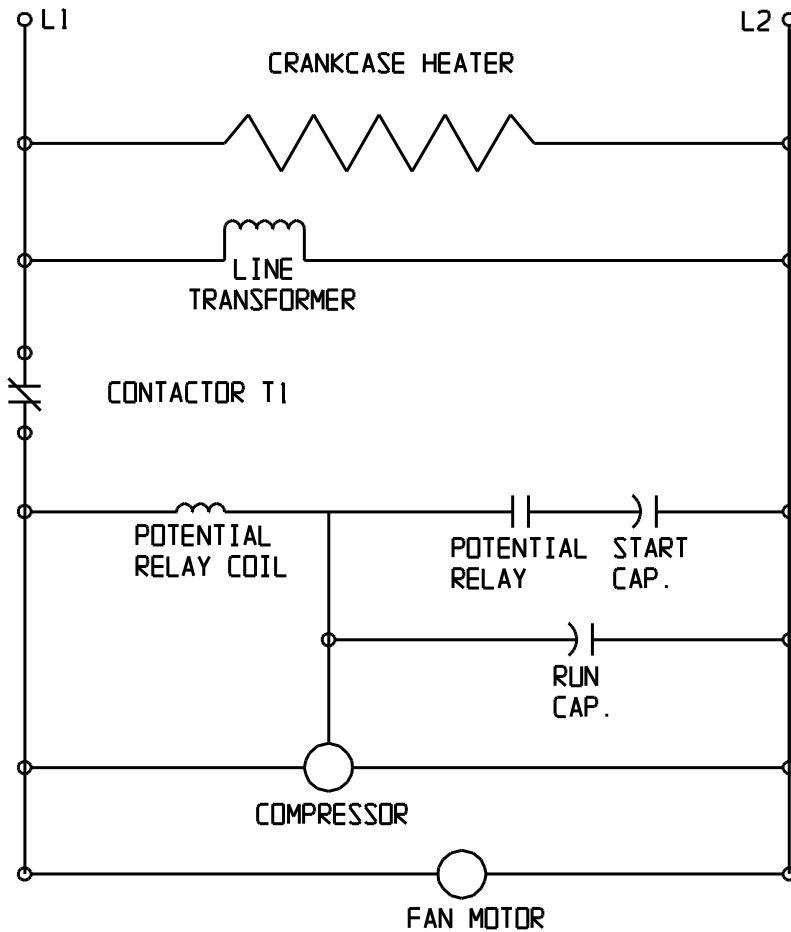 L1
L2
CRANKCASE HEATER
LINE
TRANSFORMER
CONTACTOR T1
POTENTIAL
RELAY COIL
POTENTIAL
RELAY
START
CAP.
RUN
CAP.
COMPRESSOR
FAN MOTOR